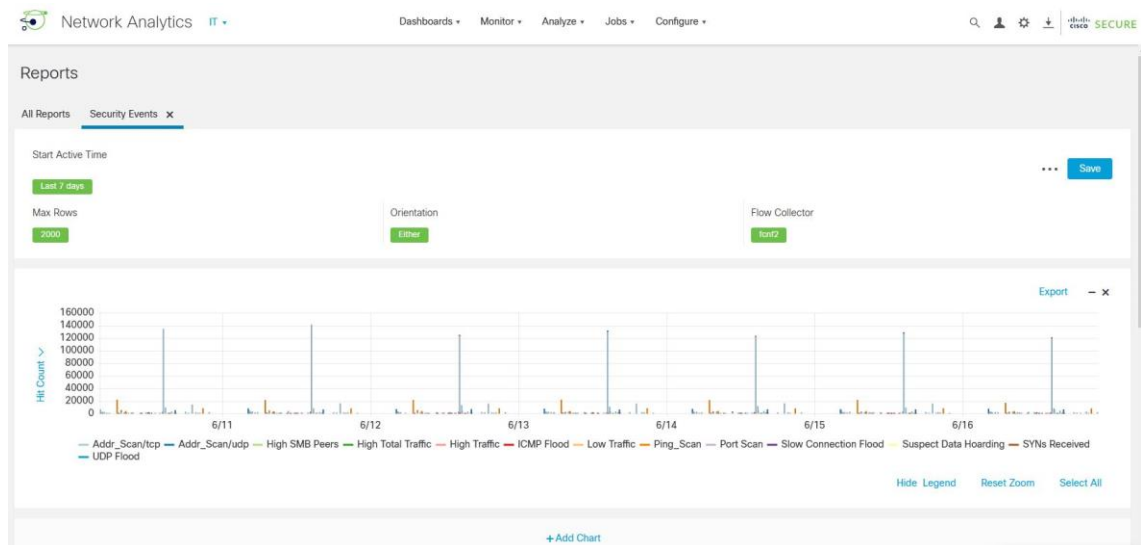 Network Analytics IT
Dashboards Monitor Analyze Jobs Configure
CISCO SECURE
Reports
All Reports Security Events x
Start Active Time
Last 7 days
... Save
Max Rows Orientation Flow Collector
2000 Either fcnf2
Export
Hit Count
160000
140000
120000
100000
80000
60000
40000
20000
0
6/11 6/12 6/13 6/14 6/15 6/16
Addr_Scan/tcp Addr_Scan/udp High SMB Peers High Total Traffic High Traffic ICMP Flood Low Traffic Ping_Scan Port Scan Slow Connection Flood Suspect Data Hoarding SYNs Received
UDP Flood
Hide Legend Reset Zoom Select All
+ Add Chart